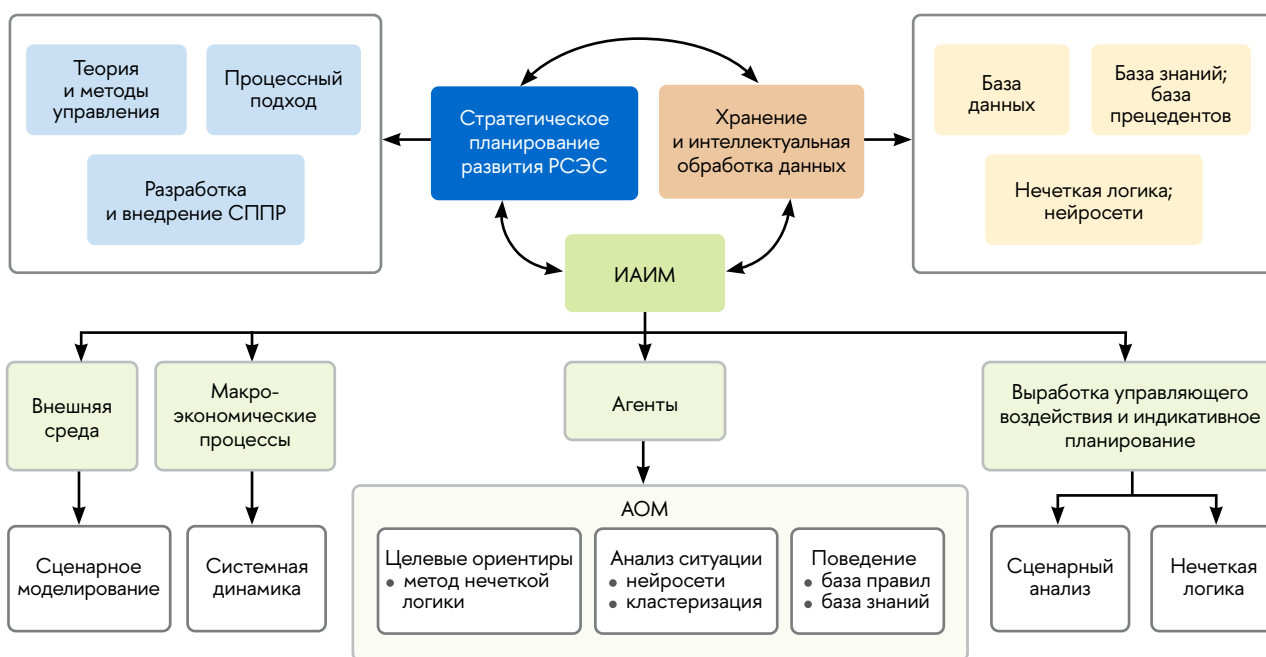 Теория
и методы
управления
Процессный
подход
Разработка
и внедрение СППР
Стратегическое
планирование
развития РСЭС
Хранение
и интеллектуальная
обработка данных
База
данных
База знаний;
база
прецедентов
Нечеткая логика;
нейросети
ИАИМ
Внешняя
среда
Макро-
экономические
процессы
Агенты
Выработка управляющего
воздействия и индикативное
планирование
Сценарное
моделирование
Системная
динамика
АОМ
Целевые ориентиры
• метод нечеткой
логики
Анализ ситуации
• нейросети
• кластеризация
Поведение
• база правил
• база знаний
Сценарный
анализ
Нечеткая
логика